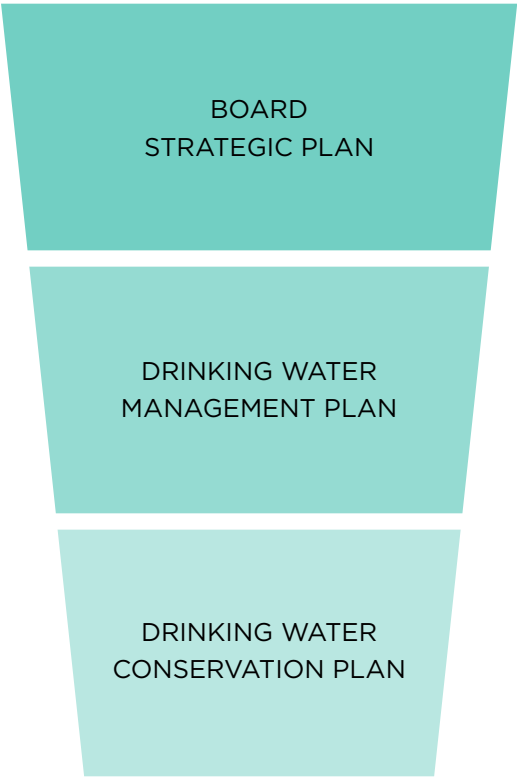 BOARD
STRATEGIC PLAN
DRINKING WATER
MANAGEMENT PLAN
DRINKING WATER
CONSERVATION PLAN